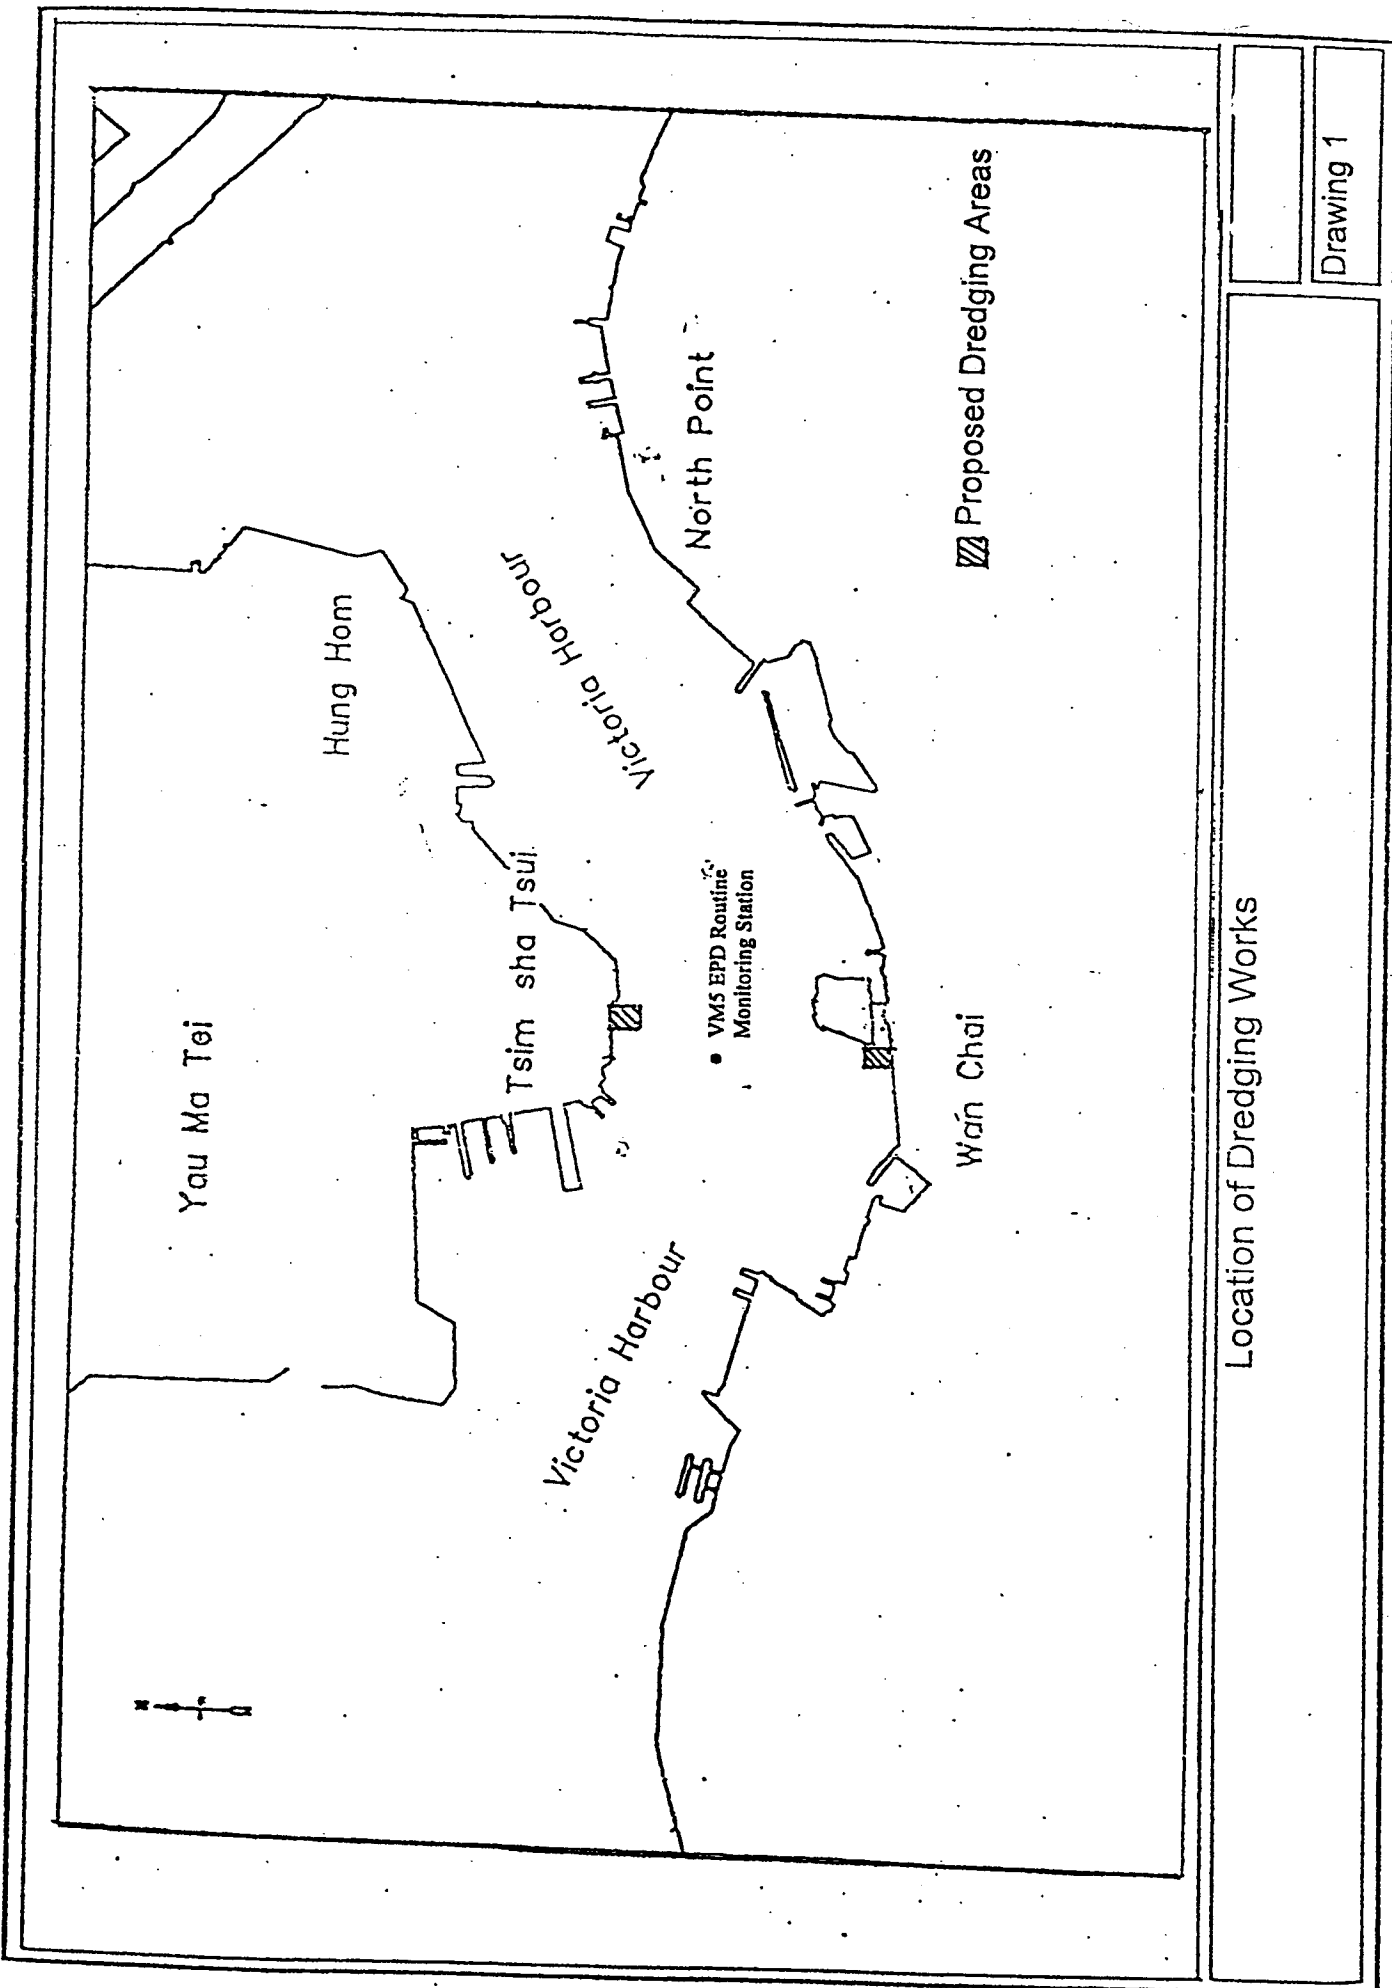 Yau Ma Tei
Hung Hom
Tsim sha Tsui
Victoria Harbour
Victoria Harbour
North Point
• VM5 EPD Routine
Monitoring Station
Wan Chai
Proposed Dredging Areas
Location of Dredging Works
Drawing 1